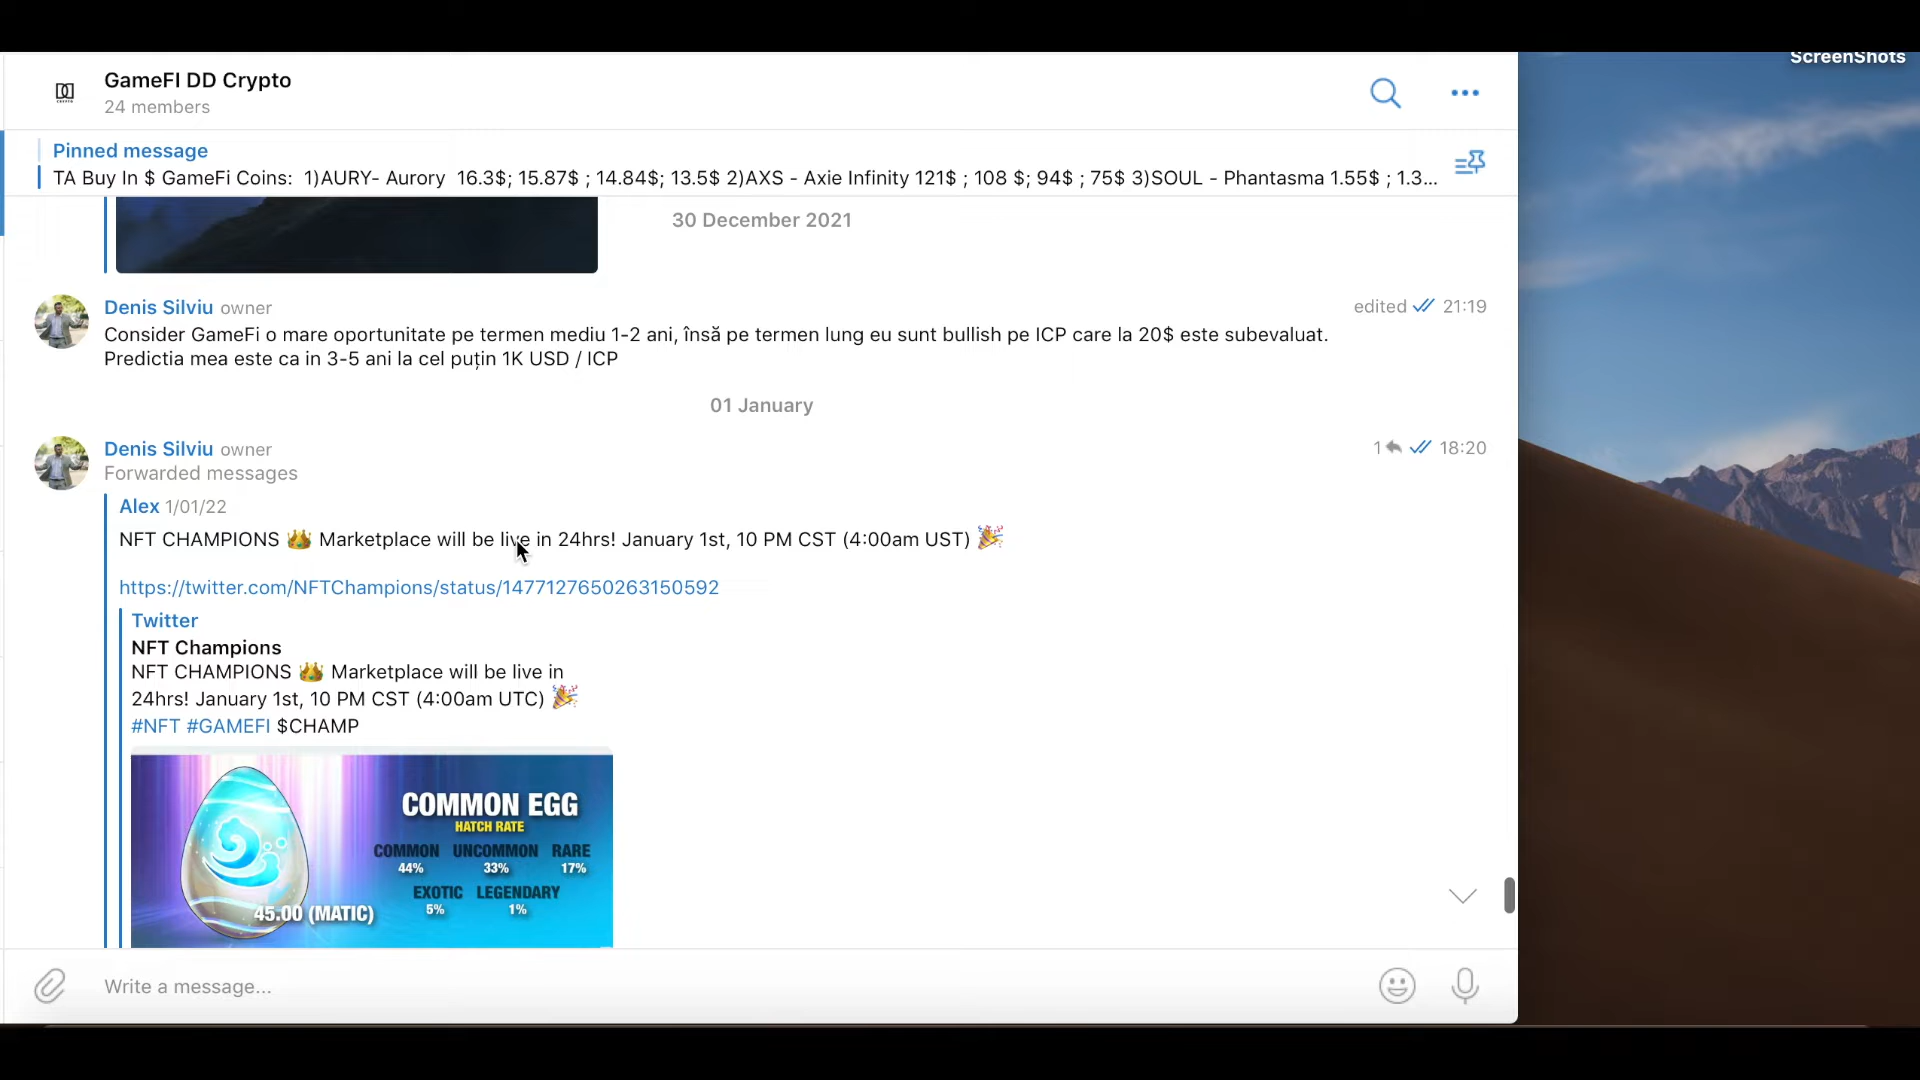 ScreenShots
GameFI DD Crypto
24 members
Pinned message
TA Buy In $ GameFi Coins: 1)AURY- Aurory 16.3$; 15.87$ ; 14.84$; 13.5$ 2)AXS - Axie Infinity 121$ ; 108 $; 94$ ; 75$ 3)SOUL - Phantasma 1.55$ ; 1.3...
30 December 2021
Denis Silviu owner
edited 21:19
Consider GameFi o mare oportunitate pe termen mediu 1-2 ani, însă pe termen lung eu sunt bullish pe ICP care la 20$ este subevaluat.
Predictia mea este ca in 3-5 ani la cel puțin 1K USD / ICP
01 January
Denis Silviu owner
1 18:20
Forwarded messages
Alex 1/01/22
NFT CHAMPIONS 👑 Marketplace will be live in 24hrs! January 1st, 10 PM CST (4:00am UST) 🎉
https://twitter.com/NFTChampions/status/1477127650263150592
Twitter
NFT Champions
NFT CHAMPIONS 👑 Marketplace will be live in
24hrs! January 1st, 10 PM CST (4:00am UTC) 🎉
#NFT #GAMEFI $CHAMP
COMMON EGG
HATCH RATE
COMMON UNCOMMON RARE
44% 33% 17%
EXOTIC LEGENDARY
5% 1%
45.00 (MATIC)
Write a message...